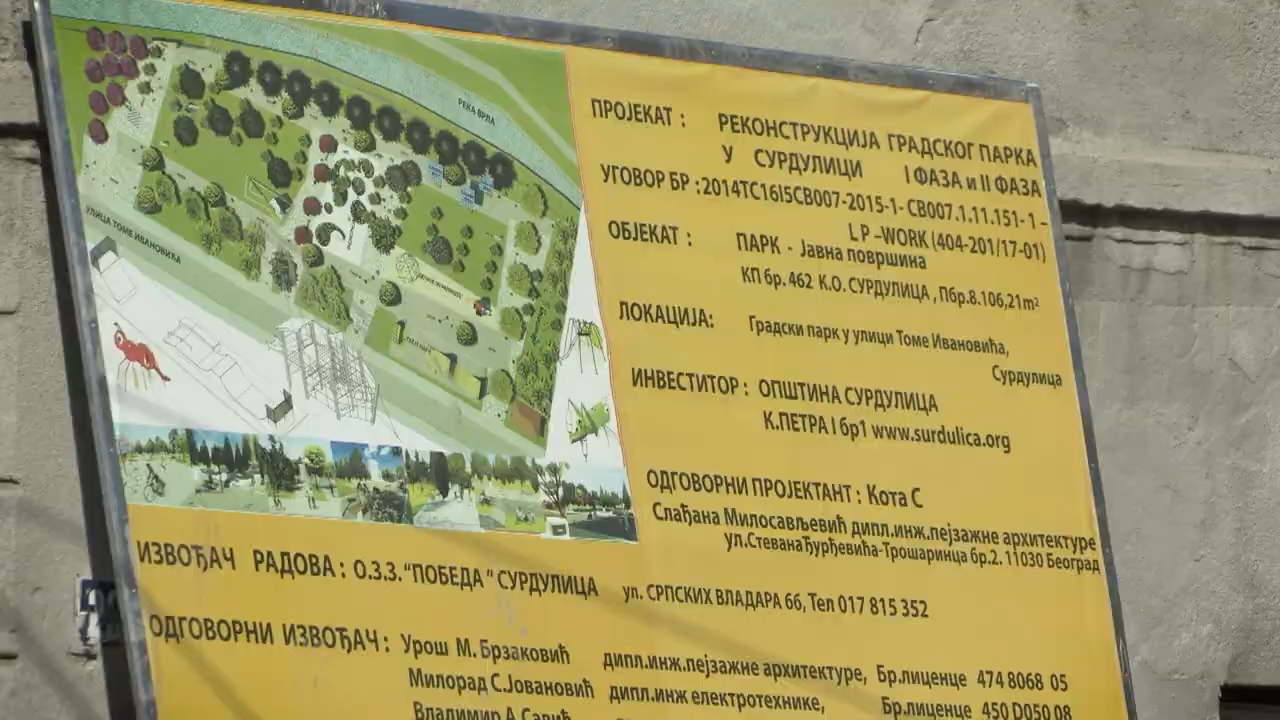 РЕКА ВРЛА
УЛИЦА ТОМЕ ИВАНОВИЋА
ПРОЈЕКАТ : РЕКОНСТРУКЦИЈА ГРАДСКОГ ПАРКА
У СУРДУЛИЦИ I ФАЗА и II ФАЗА
УГОВОР БР : 2014TC16I5CB007-2015-1- CB007.1.11.151- 1 –
L P –WORK (404-201/17-01)
ОБЈЕКАТ : ПАРК - Јавна површина
КП бр. 462 К.О. СУРДУЛИЦА , Пбр.8.106,21m²
ЛОКАЦИЈА: Градски парк у улици Томе Ивановића,
Сурдулица
ИНВЕСТИТОР : ОПШТИНА СУРДУЛИЦА
К.ПЕТРА I бр1 www.surdulica.org
ОДГОВОРНИ ПРОЈЕКТАНТ : Кота С
Слађана Милосављевић дипл.инж.пејзажне архитектуре
ул.СтеванаЂурђевића-Трошаринца бр.2. 11030 Београд
ИЗВОЂАЧ РАДОВА : О.З.З. "ПОБЕДА " СУРДУЛИЦА ул. СРПСКИХ ВЛАДАРА 66, Тел 017 815 352
ОДГОВОРНИ ИЗВОЂАЧ : Урош М. Брзаковић дипл.инж.пејзажне архитектуре, Бр.лиценце 474 8068 05
Милорад С.Јовановић дипл.инж електротехнике, Бр.лиценце 450 D050 08
Владимир А.Савић